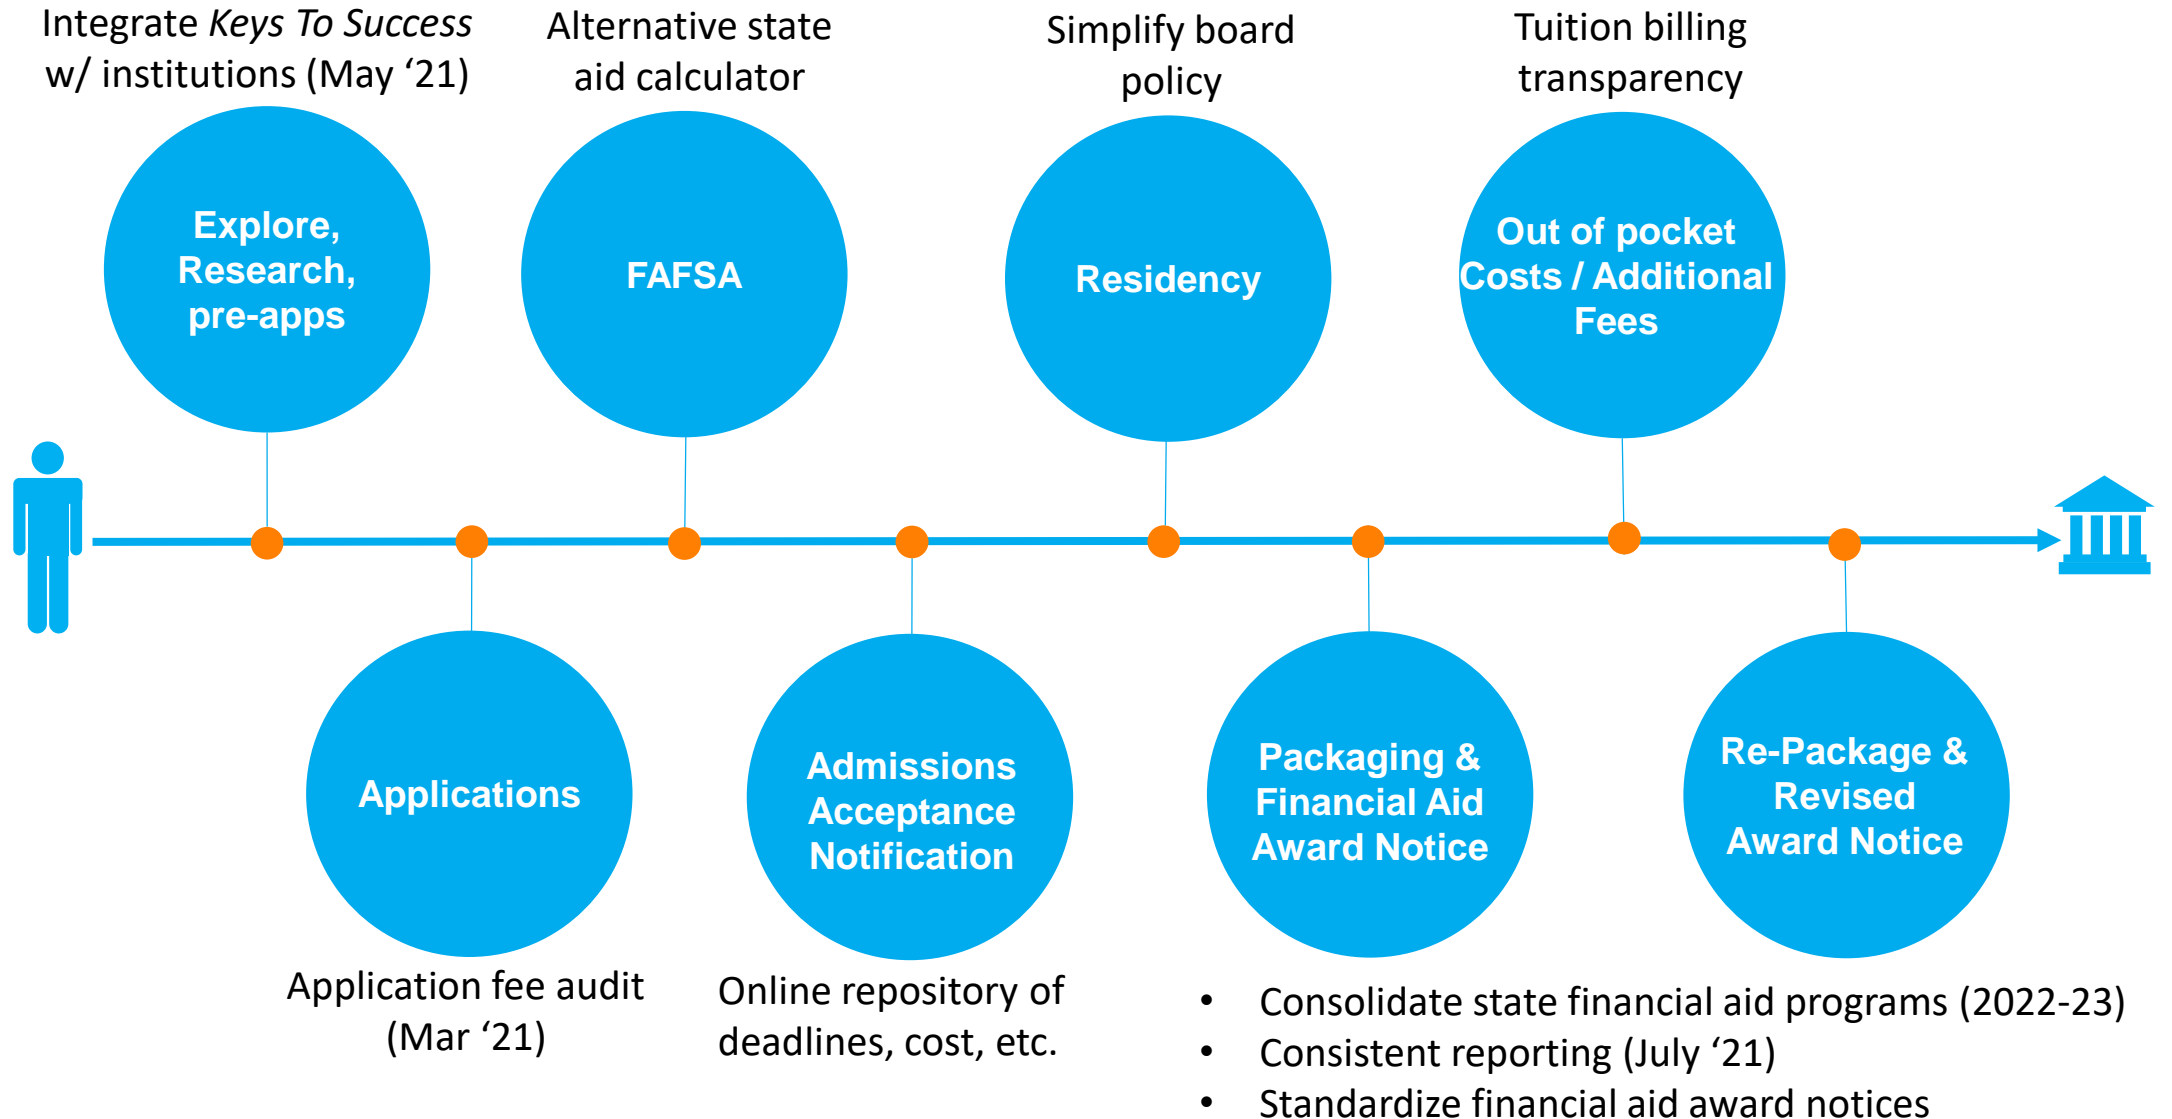 Integrate Keys To Success
w/ institutions (May ‘21)
Alternative state
aid calculator
Simplify board
policy
Tuition billing
transparency
Explore,
Research,
pre-apps
FAFSA
Residency
Out of pocket
Costs / Additional
Fees
Applications
Admissions
Acceptance
Notification
Packaging &
Financial Aid
Award Notice
Re-Package &
Revised
Award Notice
Application fee audit
(Mar ‘21)
Online repository of
deadlines, cost, etc.
• Consolidate state financial aid programs (2022-23)
• Consistent reporting (July ‘21)
• Standardize financial aid award notices